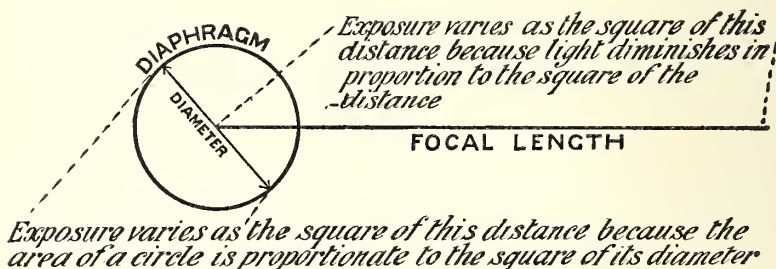 Exposure varies as the square of this
distance because light diminishes in
proportion to the square of the
distance
DIAPHRAGM
DIAMETER
FOCAL LENGTH
Exposure varies as the square of this distance because the
area of a circle is proportionate to the square of its diameter